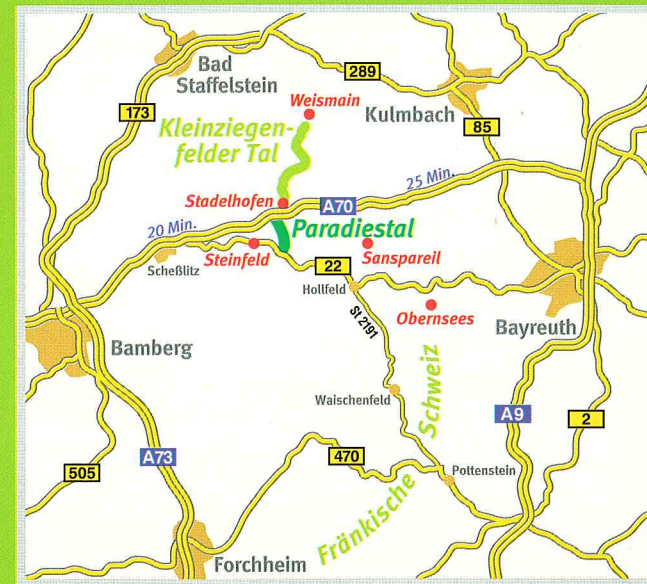 Bad
Staffelstein
289
Weismain
Kulmbach
173
85
Kleinziegen-
felder Tal
25 Min.
Stadelhofen
A70
20 Min.
Paradiestal
Steinfeld
Sanspareil
Scheßlitz
22
Hollfeld
Obernsees
St 2191
Bayreuth
Bamberg
Waischenfeld
Schweiz
A9
2
A73
470
505
Pottenstein
Fränkische
Forchheim